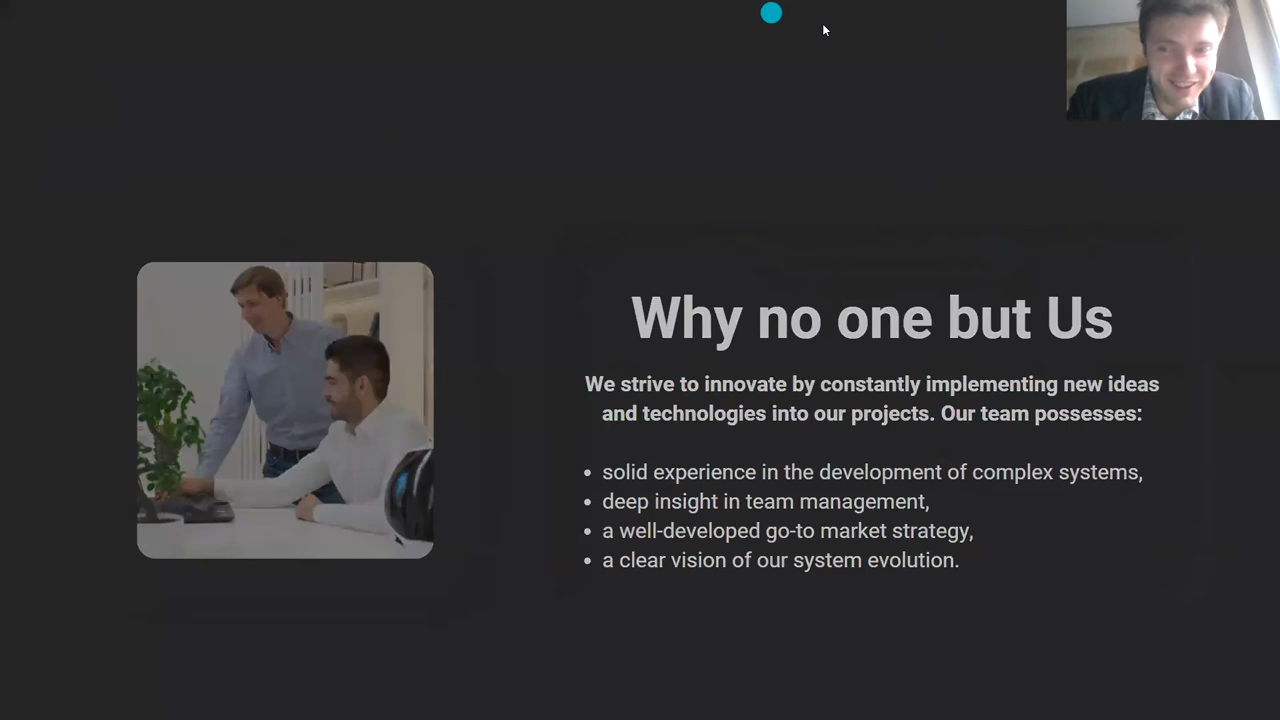 Why no one but Us
We strive to innovate by constantly implementing new ideas
and technologies into our projects. Our team possesses:
• solid experience in the development of complex systems,
• deep insight in team management,
• a well-developed go-to market strategy,
• a clear vision of our system evolution.